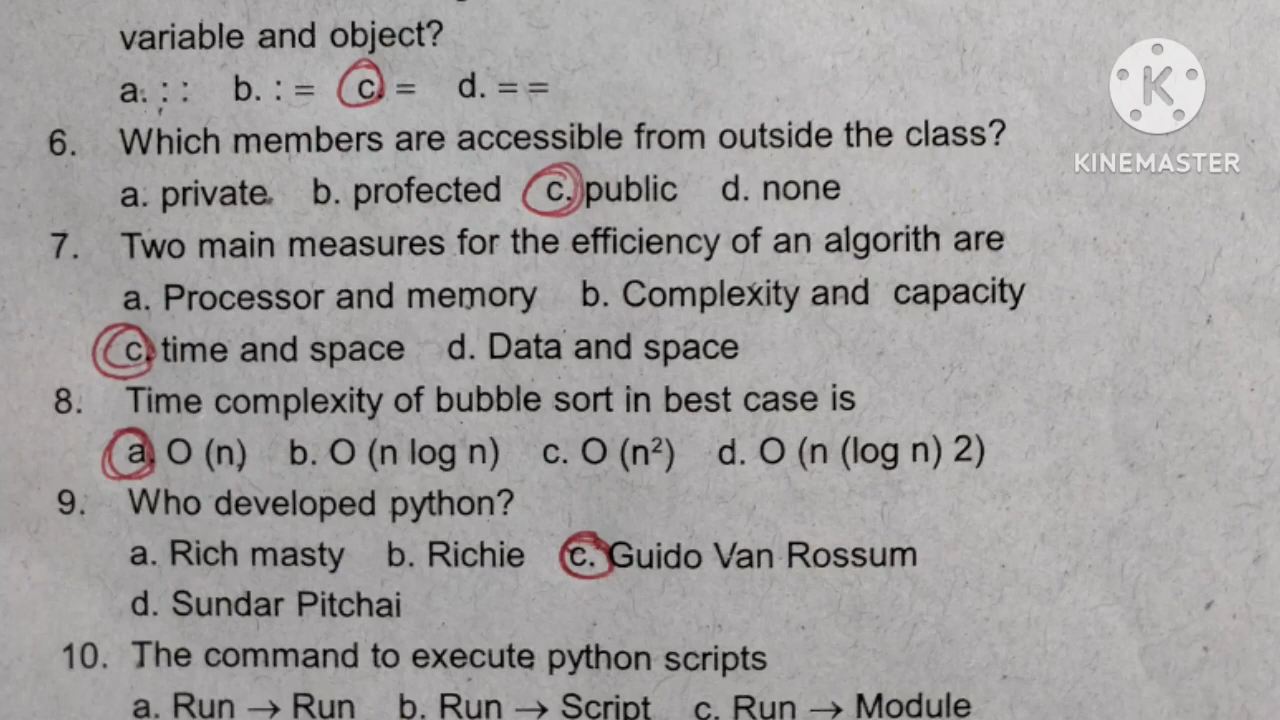 variable and object?
a. : : b. : = c. = d. = =
6. Which members are accessible from outside the class?
a. private. b. profected c. public d. none
7. Two main measures for the efficiency of an algorith are
a. Processor and memory b. Complexity and capacity
c. time and space d. Data and space
8. Time complexity of bubble sort in best case is
a. O (n) b. O (n log n) c. O (n²) d. O (n (log n) 2)
9. Who developed python?
a. Rich masty b. Richie c. Guido Van Rossum
d. Sundar Pitchai
10. The command to execute python scripts
a. Run → Run b. Run → Script c. Run → Module
K
KINEMASTER